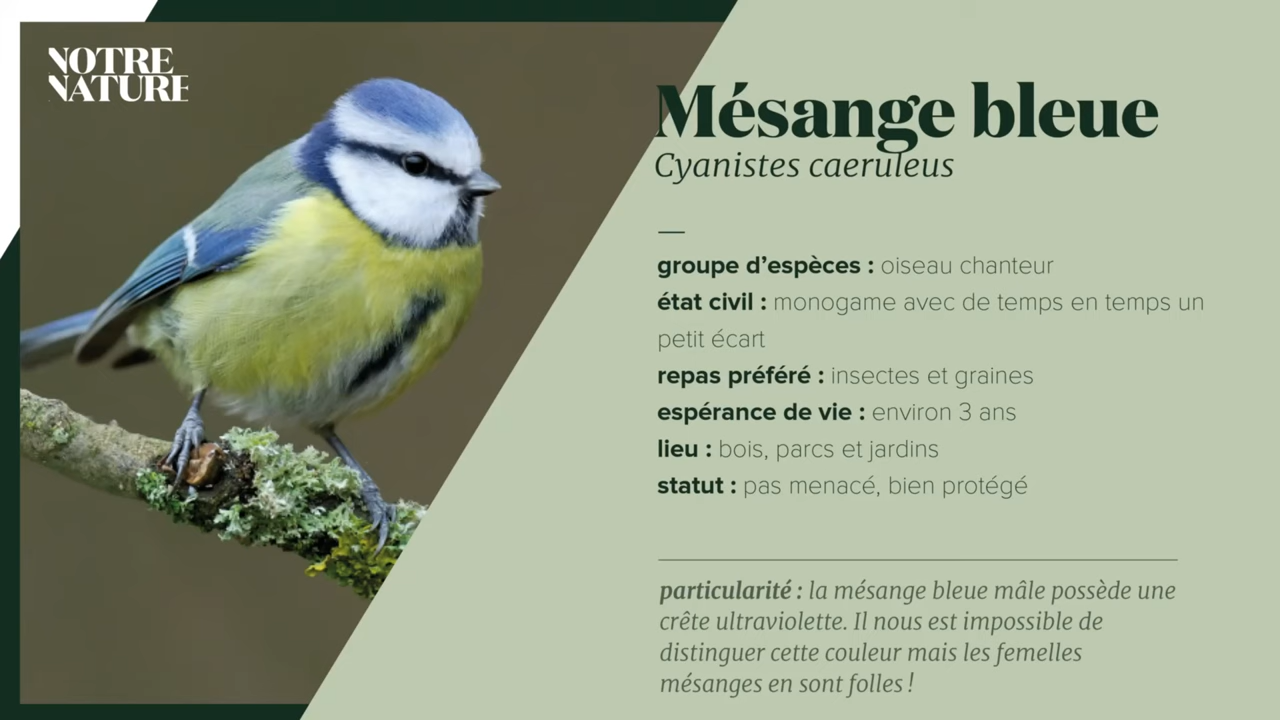 NOTRE
NATURE
Mésange bleue
Cyanistes caeruleus
groupe d’espèces : oiseau chanteur
état civil : monogame avec de temps en temps un
petit écart
repas préféré : insectes et graines
espérance de vie : environ 3 ans
lieu : bois, parcs et jardins
statut : pas menacé, bien protégé
particularité : la mésange bleue mâle possède une
crête ultraviolette. Il nous est impossible de
distinguer cette couleur mais les femelles
mésanges en sont folles !